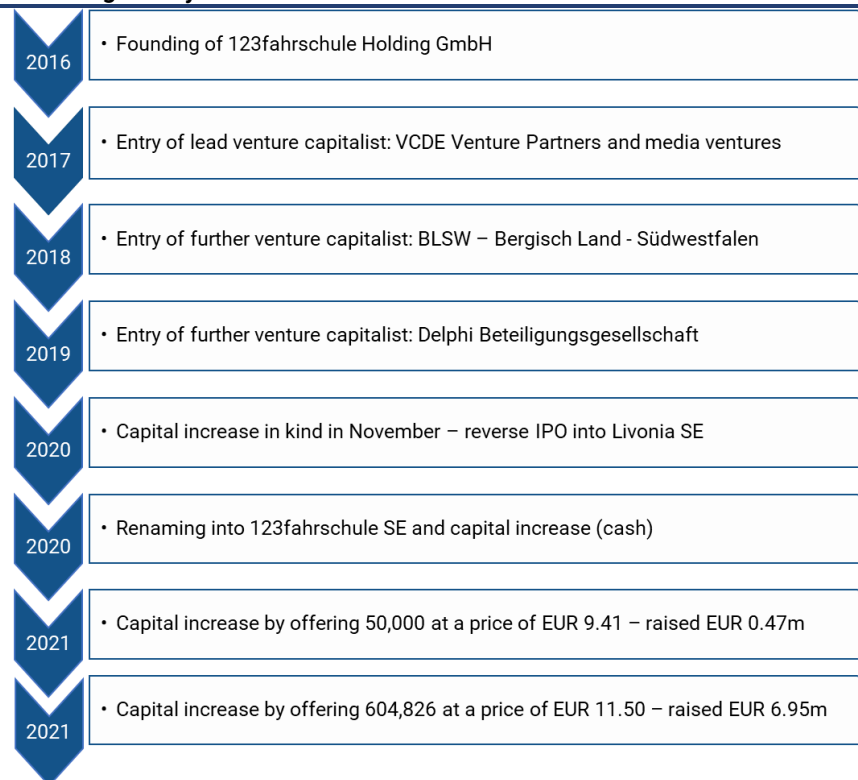 2016
• Founding of 123fahrschule Holding GmbH
2017
• Entry of lead venture capitalist: VCDE Venture Partners and media ventures
2018
• Entry of further venture capitalist: BLSW – Bergisch Land - Südwestfalen
2019
• Entry of further venture capitalist: Delphi Beteiligungsgesellschaft
2020
• Capital increase in kind in November – reverse IPO into Livonia SE
2020
• Renaming into 123fahrschule SE and capital increase (cash)
2021
• Capital increase by offering 50,000 at a price of EUR 9.41 – raised EUR 0.47m
2021
• Capital increase by offering 604,826 at a price of EUR 11.50 – raised EUR 6.95m